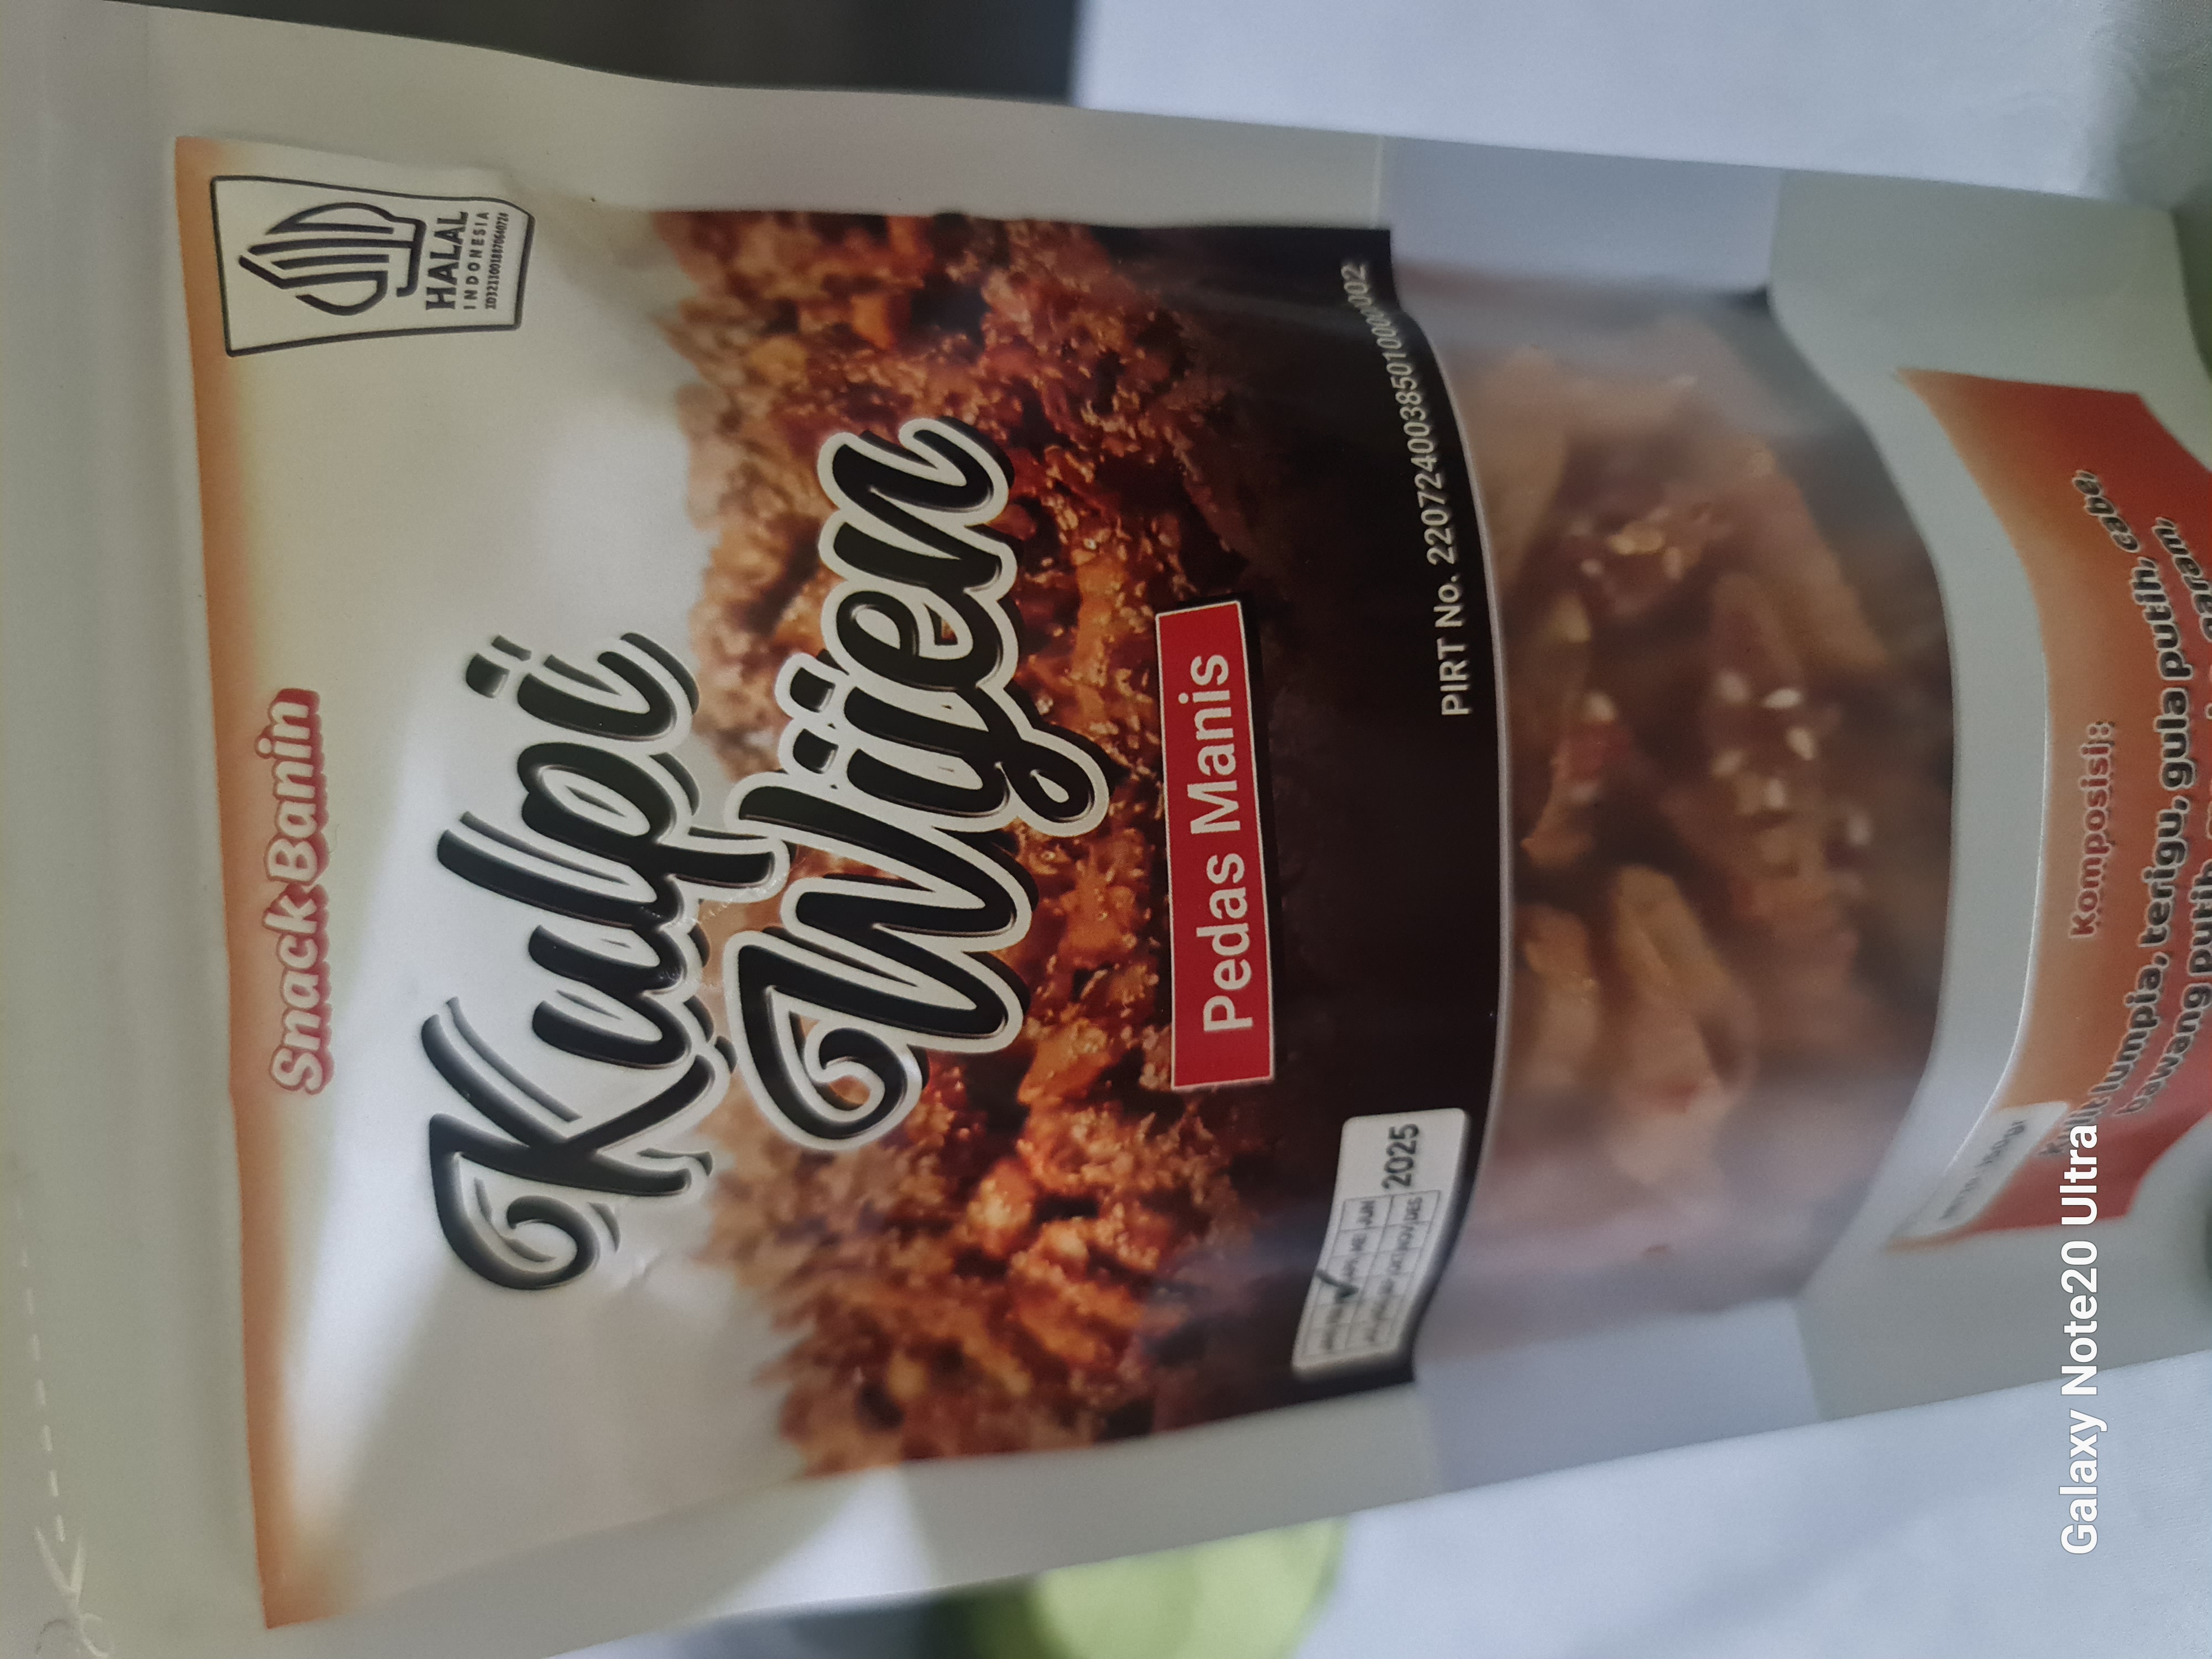 Snack Banin
HALAL
INDONESIA
Kulpi
Wijen
Pedas Manis
2025
PIRT No.
Komposisi:
lumpia, terigu, gula putih, cabe,
bawang putih, garam,
Galaxy Note20 Ultra